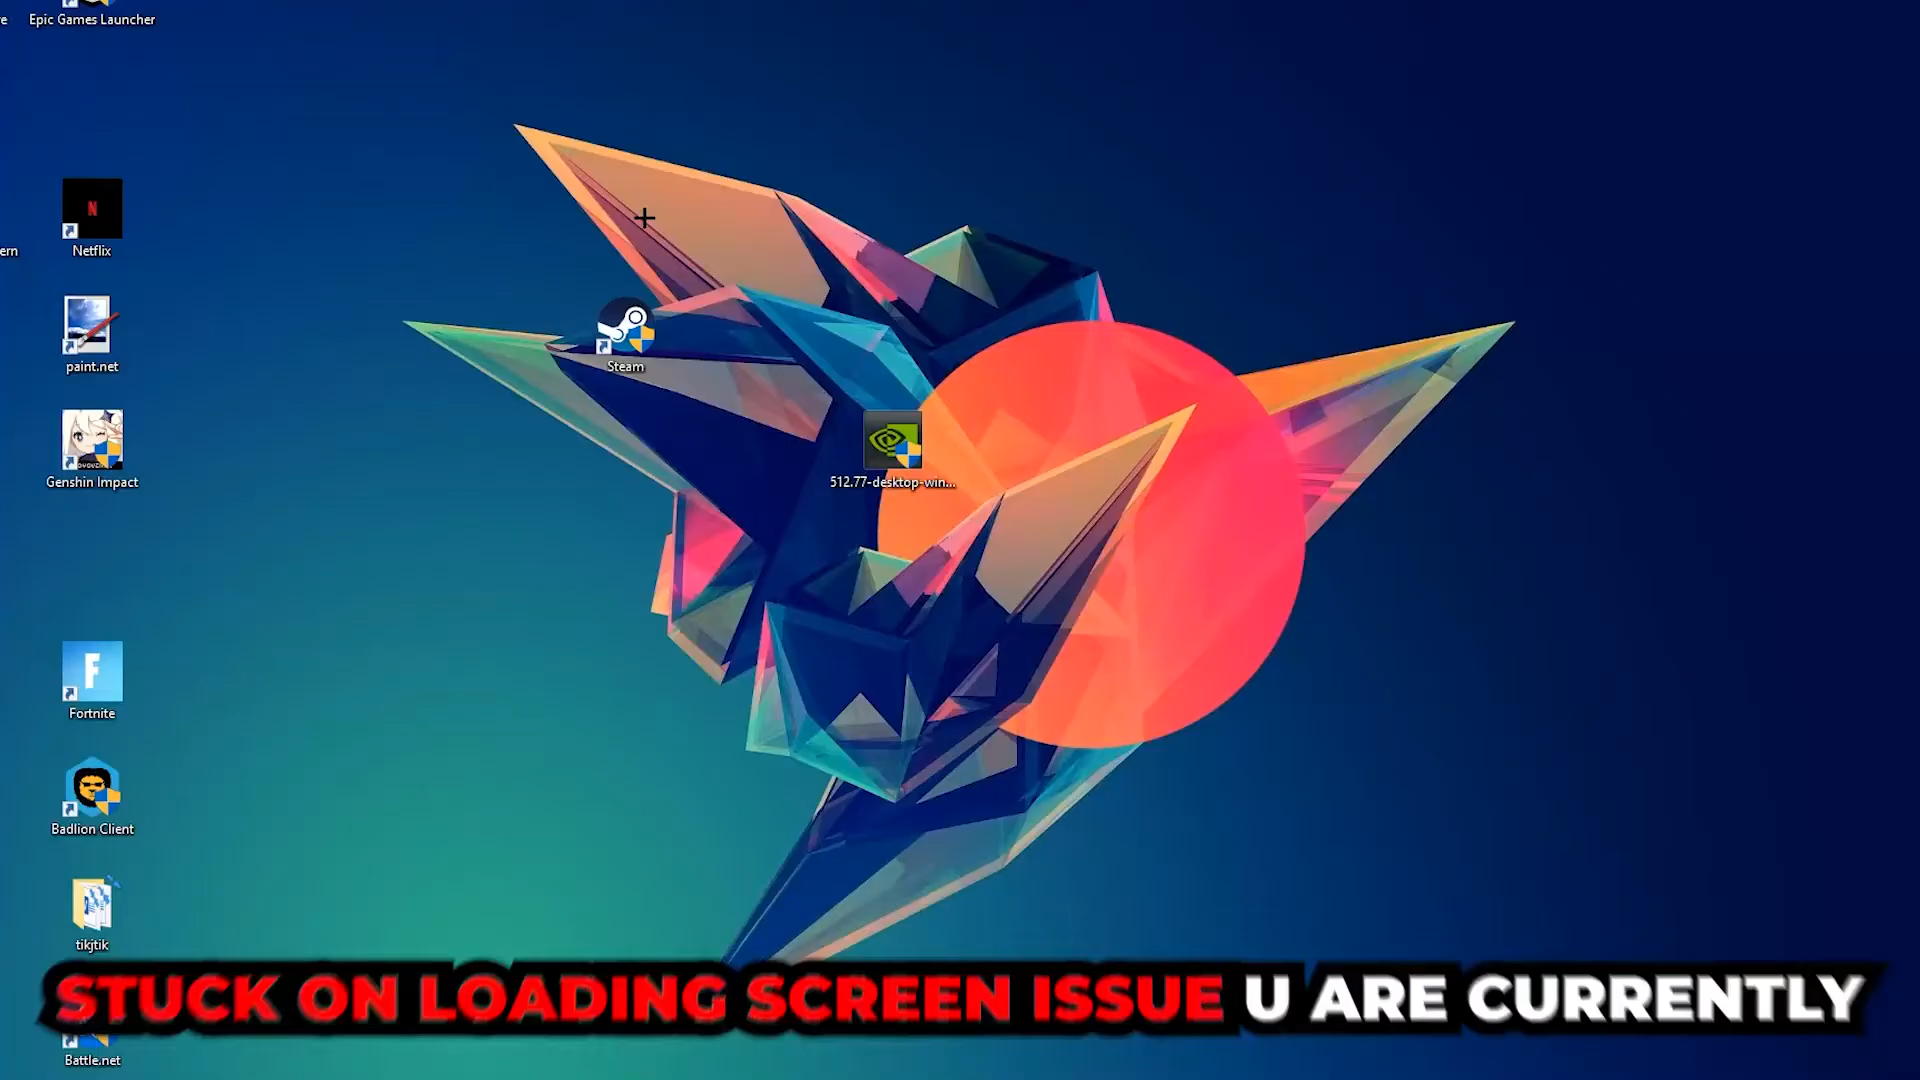 Epic Games Launcher
Netflix
ern
paint.net
Steam
Genshin Impact
512.77-desktop-win...
F
Fortnite
Badlion Client
tikjtik
STUCK ON LOADING SCREEN ISSUE U ARE CURRENTLY
Battle.net